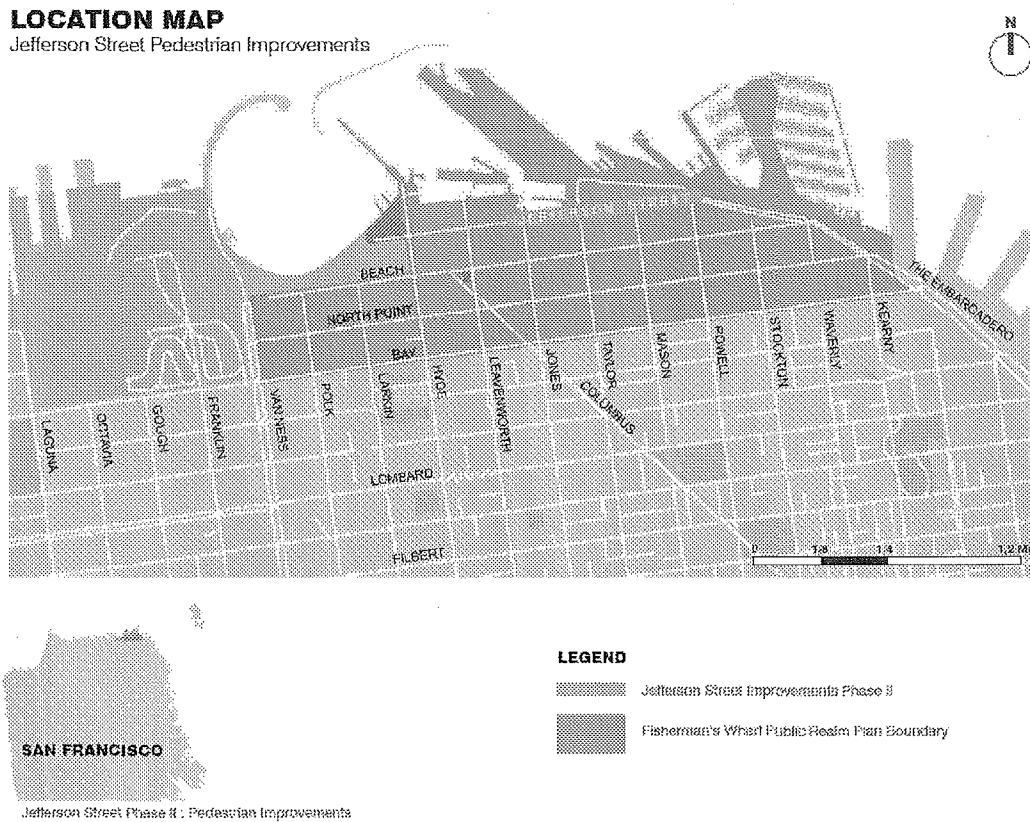 LOCATION MAP
Jefferson Street Pedestrian Improvements
N
BEACH
NORTH POINT
BAY
THE EMBARCADERO
LAGUNA
OCTAVIA
GOUGH
FRANKLIN
VAN NESS
POLK
LARKIN
HYDE
LEAVENWORTH
JONES
TAYLOR
COLUMBUS
MASON
POWELL
STOCKTON
WAVERLY
KEARNY
LOMBARD
FILBERT
0 1/8 1/4 1/2 Mi
LEGEND
Jefferson Street Improvements Phase II
Fisherman's Wharf Public Realm Plan Boundary
SAN FRANCISCO
Jefferson Street Phase II : Pedestrian Improvements